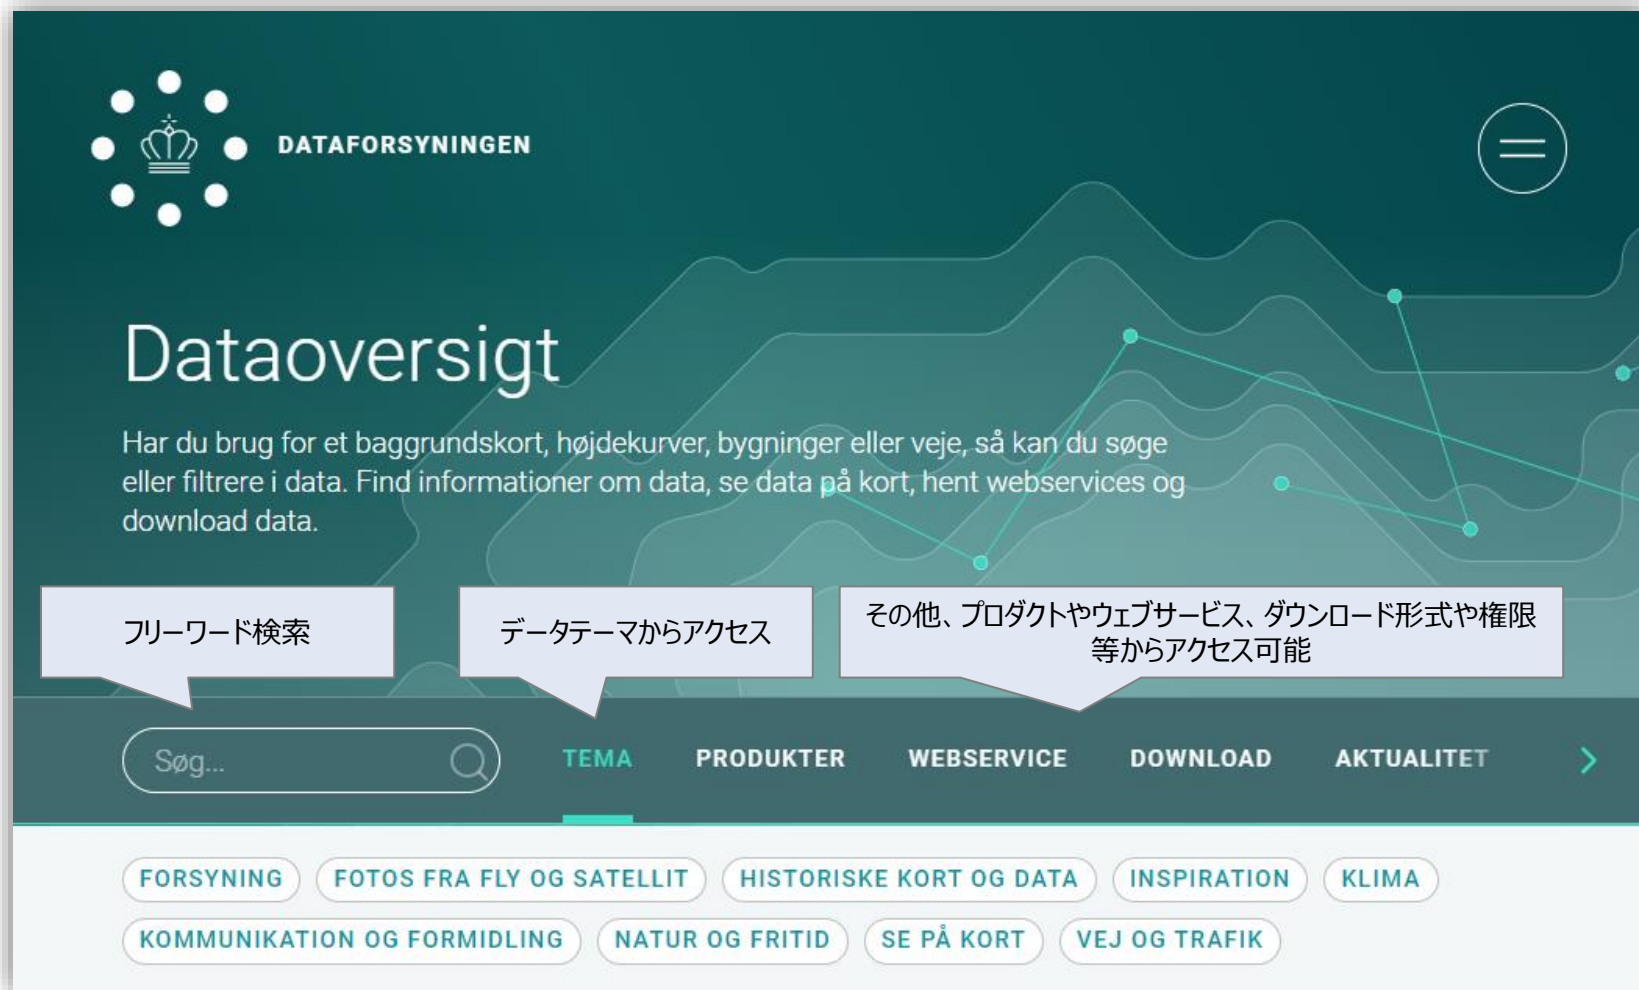 DATAFORSYNINGEN
Dataoversigt
Har du brug for et baggrundskort, højdekurver, bygninger eller veje, så kan du søge
eller filtrere i data. Find informationer om data, se data på kort, hent webservices og
download data.
フリーワード検索
データテーマからアクセス
その他、プロダクトやウェブサービス、ダウンロード形式や権限
等からアクセス可能
Søg...
TEMA PRODUKTER WEBSERVICE DOWNLOAD AKTUALITET
FORSYNING FOTOS FRA FLY OG SATELLIT HISTORISKE KORT OG DATA INSPIRATION KLIMA
KOMMUNIKATION OG FORMIDLING NATUR OG FRITID SE PÅ KORT VEJ OG TRAFIK